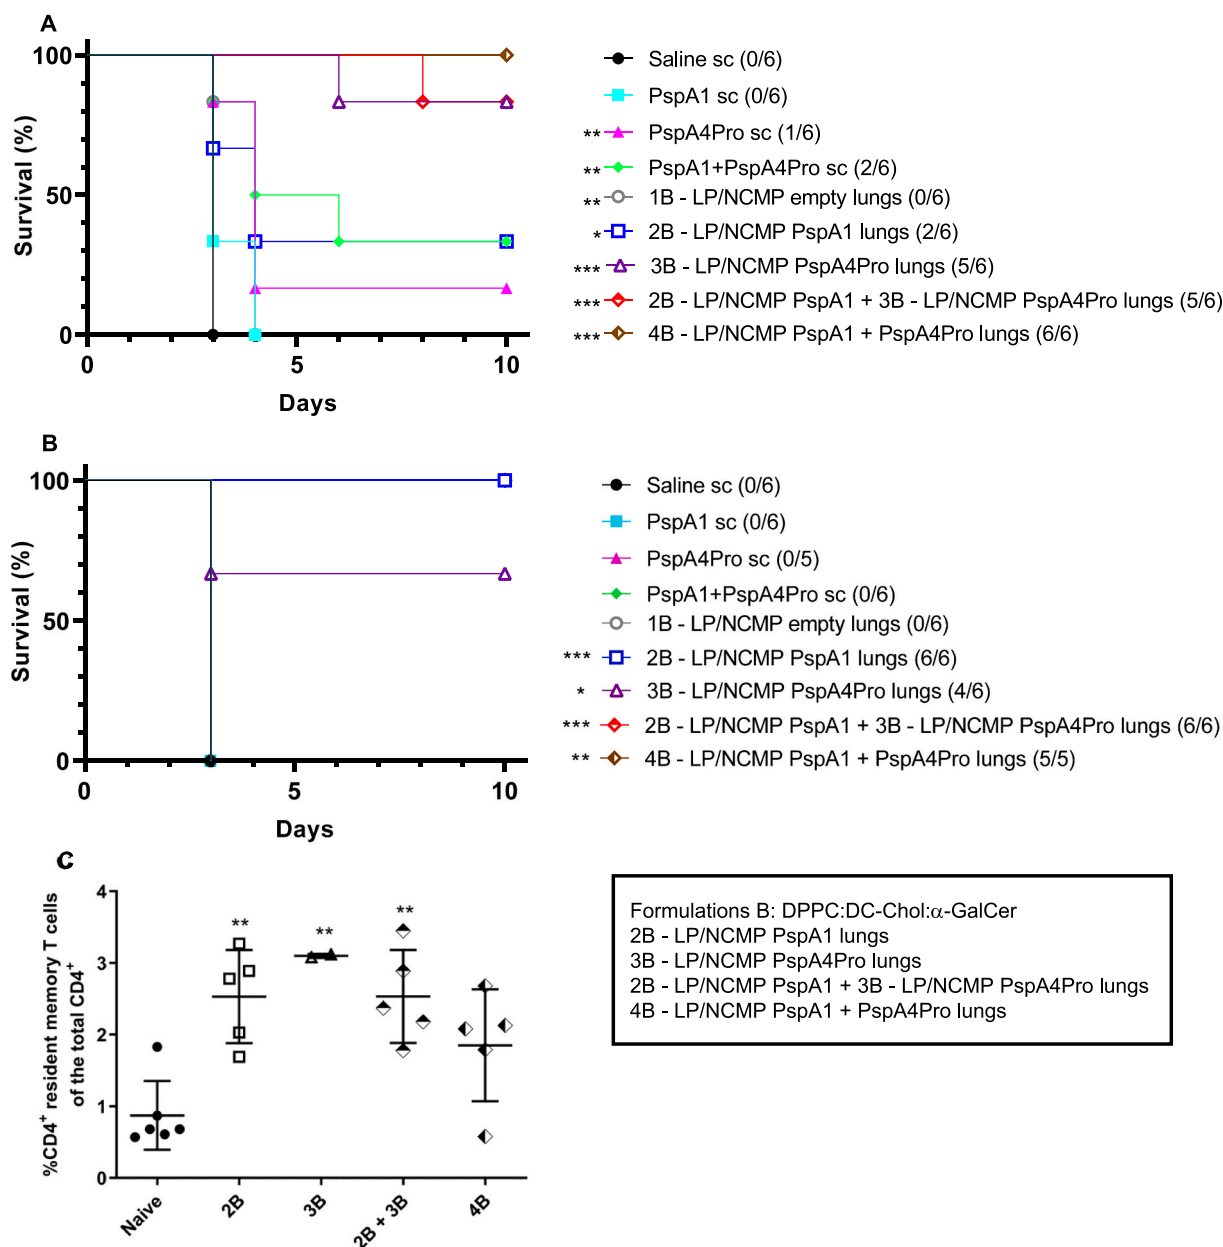 A
100
50
0
Survival (%)
0
5
10
Days
Saline sc (0/6)
PspA1 sc (0/6)
** PspA4Pro sc (1/6)
** PspA1+PspA4Pro sc (2/6)
** 1B - LP/NCMP empty lungs (0/6)
* 2B - LP/NCMP PspA1 lungs (2/6)
*** 3B - LP/NCMP PspA4Pro lungs (5/6)
*** 2B - LP/NCMP PspA1 + 3B - LP/NCMP PspA4Pro lungs (5/6)
*** 4B - LP/NCMP PspA1 + PspA4Pro lungs (6/6)
B
100
50
0
Survival (%)
0
5
10
Days
Saline sc (0/6)
PspA1 sc (0/6)
PspA4Pro sc (0/5)
PspA1+PspA4Pro sc (0/6)
1B - LP/NCMP empty lungs (0/6)
*** 2B - LP/NCMP PspA1 lungs (6/6)
* 3B - LP/NCMP PspA4Pro lungs (4/6)
*** 2B - LP/NCMP PspA1 + 3B - LP/NCMP PspA4Pro lungs (6/6)
** 4B - LP/NCMP PspA1 + PspA4Pro lungs (5/5)
C
%CD4⁺ resident memory T cells
of the total CD4⁺
4
3
2
1
0
**
**
**
Naive
2B
3B
2B + 3B
4B
Formulations B: DPPC:DC-Chol:α-GalCer
2B - LP/NCMP PspA1 lungs
3B - LP/NCMP PspA4Pro lungs
2B - LP/NCMP PspA1 + 3B - LP/NCMP PspA4Pro lungs
4B - LP/NCMP PspA1 + PspA4Pro lungs